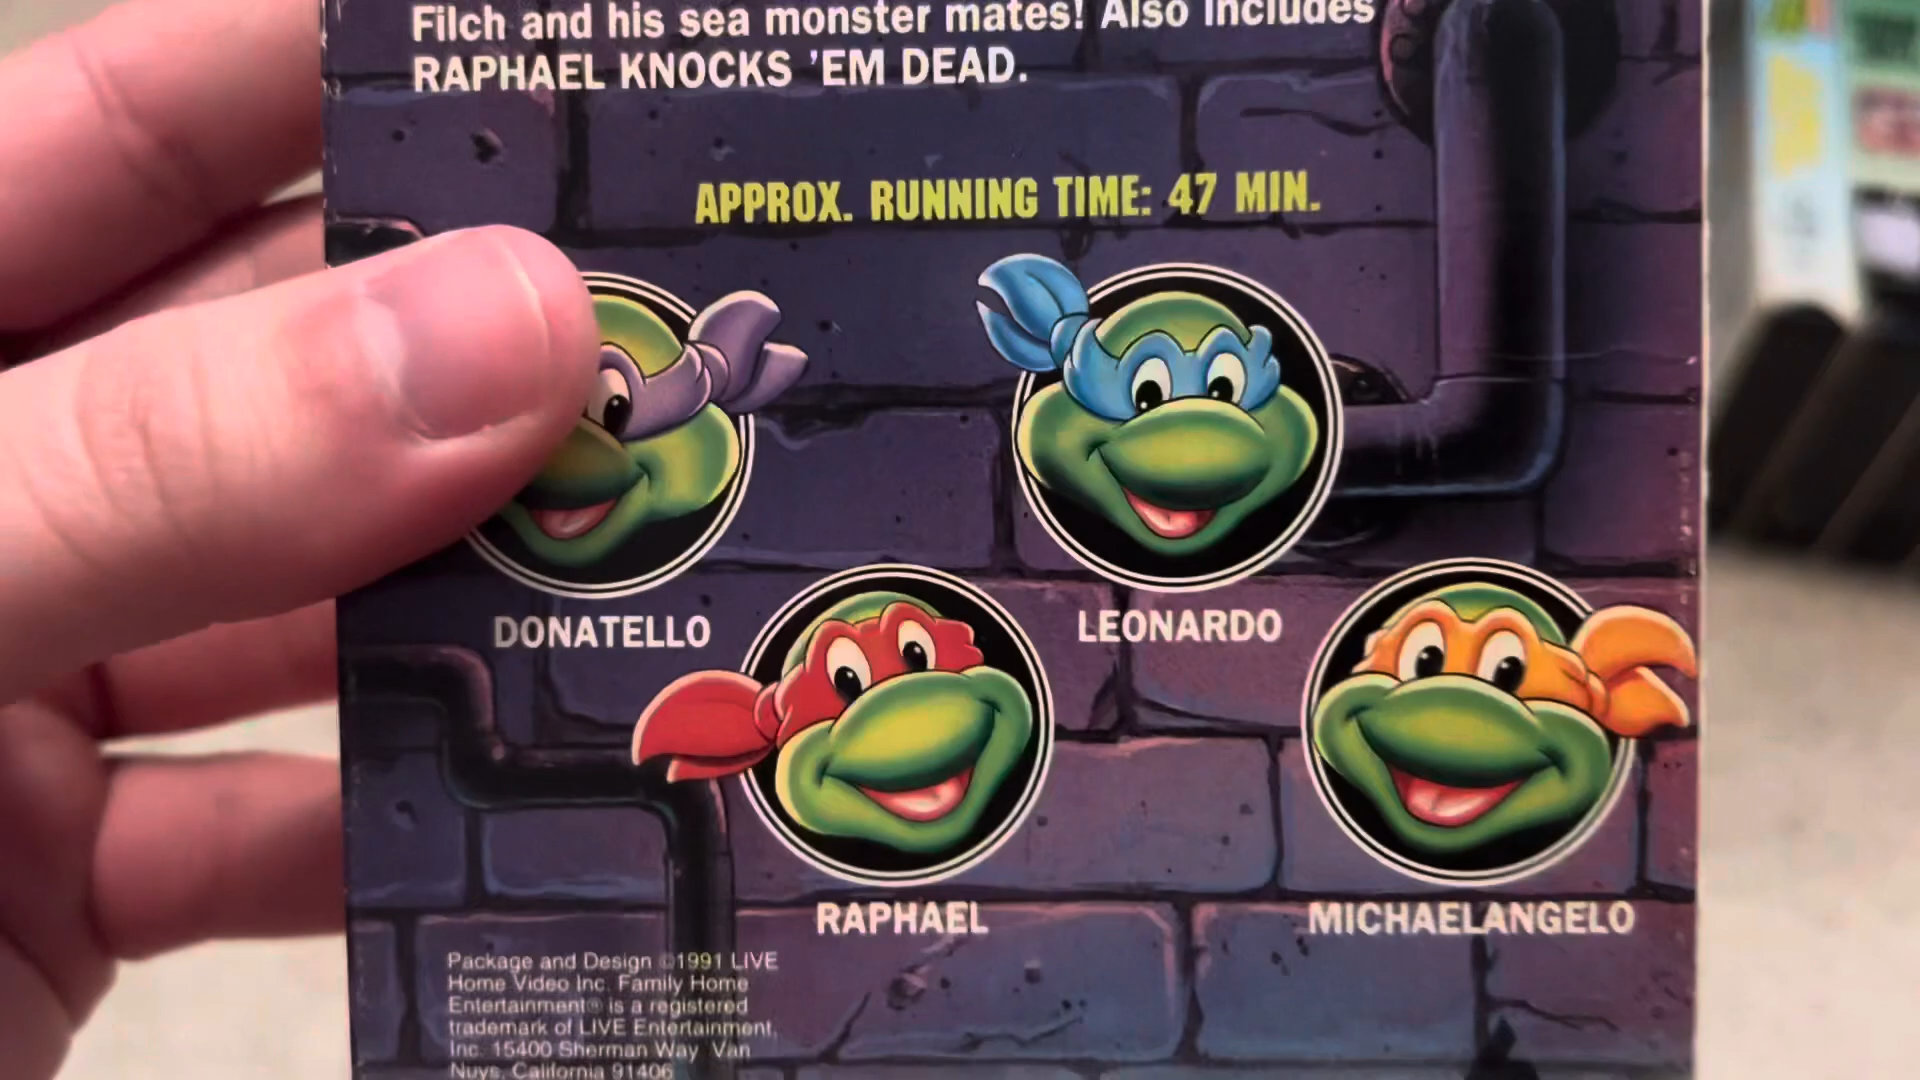 Filch and his sea monster mates! Also includes
RAPHAEL KNOCKS 'EM DEAD.
APPROX. RUNNING TIME: 47 MIN.
DONATELLO
LEONARDO
RAPHAEL
MICHAELANGELO
Package and Design ©1991 LIVE
Home Video Inc. Family Home
Entertainment® is a registered
trademark of LIVE Entertainment,
Inc. 15400 Sherman Way Van
Nuys, California 91406